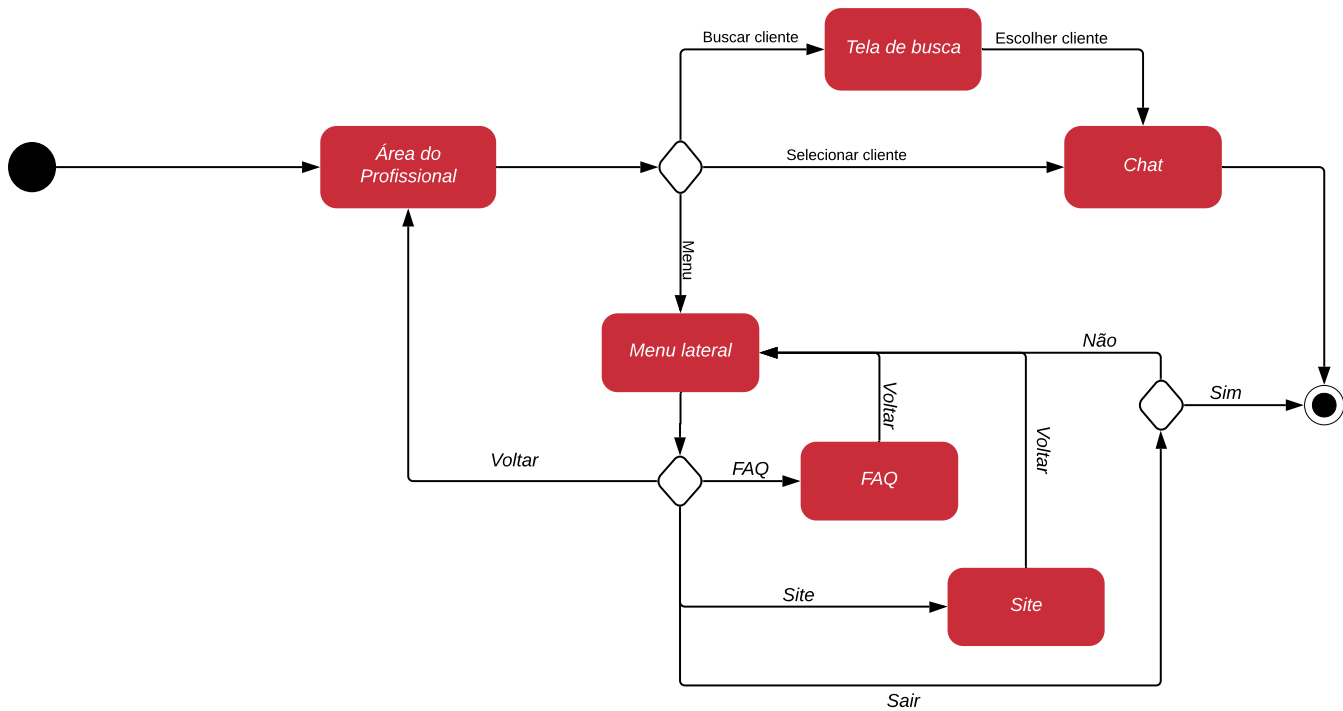 Buscar cliente
Tela de busca
Escolher cliente
Área do
Profissional
Selecionar cliente
Chat
Menu
Menu lateral
Não
Sim
Voltar
Voltar
Voltar
FAQ
FAQ
Site
Site
Sair